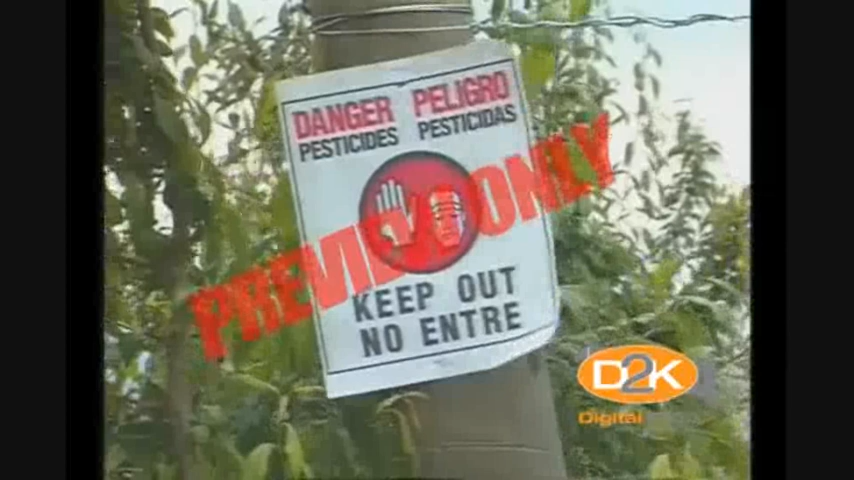 DANGER PELIGRO
PESTICIDES PESTICIDAS
PREVIEW ONLY
KEEP OUT
NO ENTRE
D2K
Digital